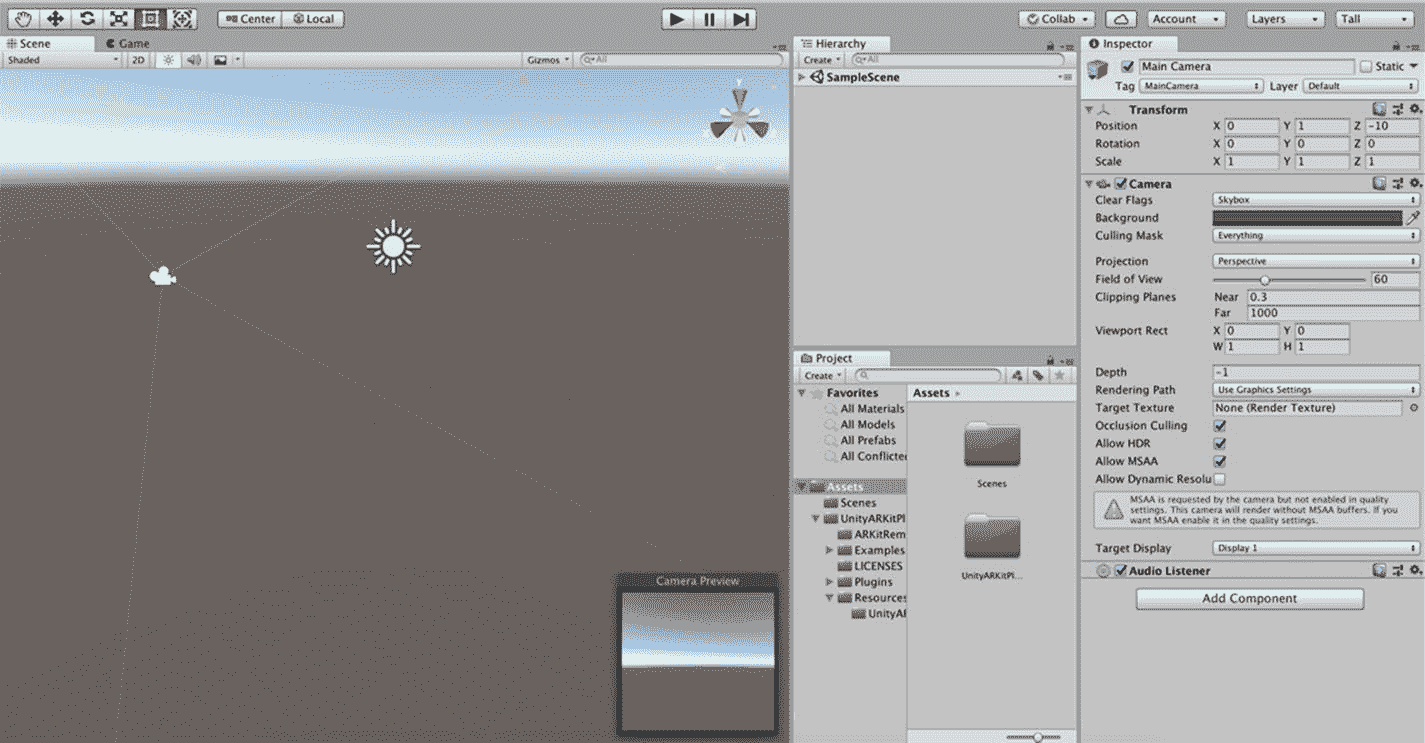 Center Local
Collab Account Layers Tall
Scene Game
Shaded 2D Gizmos All
Hierarchy
Create All
SampleScene
Camera Preview
Project
Create
Favorites
All Materials
All Models
All Prefabs
All Conflicte
Assets
Scenes
UnityARKitPl
ARKitRem
Examples
LICENSES
Plugins
Resources
UnityAR
Assets
Scenes
UnityARKitPl...
Inspector
Main Camera Static
Tag MainCamera Layer Default
Transform
Position X 0 Y 1 Z -10
Rotation X 0 Y 0 Z 0
Scale X 1 Y 1 Z 1
Camera
Clear Flags Skybox
Background
Culling Mask Everything
Projection Perspective
Field of View 60
Clipping Planes Near 0.3
Far 1000
Viewport Rect X 0 Y 0
W 1 H 1
Depth -1
Rendering Path Use Graphics Settings
Target Texture None (Render Texture)
Occlusion Culling
Allow HDR
Allow MSAA
Allow Dynamic Resolu
MSAA is requested by the camera but not enabled in quality
settings. This camera will render without MSAA buffers. If you
want MSAA enable it in the quality settings.
Target Display Display 1
Audio Listener
Add Component